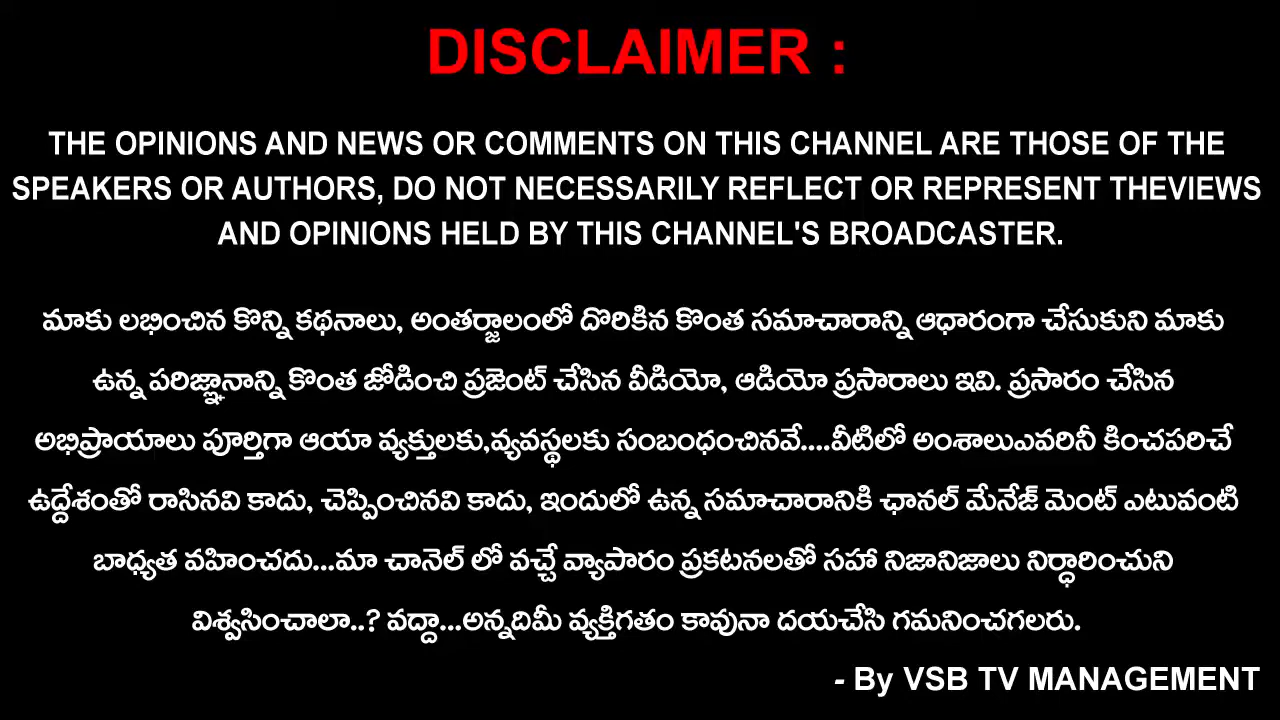 DISCLAIMER :
THE OPINIONS AND NEWS OR COMMENTS ON THIS CHANNEL ARE THOSE OF THE
SPEAKERS OR AUTHORS, DO NOT NECESSARILY REFLECT OR REPRESENT THEVIEWS
AND OPINIONS HELD BY THIS CHANNEL'S BROADCASTER.
మాకు లభించిన కొన్ని కథనాలు, అంతర్జాలంలో దొరికిన కొంత సమాచారాన్ని ఆధారంగా చేసుకుని మాకు
ఉన్న పరిజ్ఞానాన్ని కొంత జోడించి ప్రజెంట్ చేసిన వీడియో, ఆడియో ప్రసారాలు ఇవి. ప్రసారం చేసిన
అభిప్రాయాలు పూర్తిగా ఆయా వ్యక్తులకు,వ్యవస్థలకు సంబంధంచినవే....వీటిలో అంశాలుఎవరినీ కించపరిచే
ఉద్దేశంతో రాసినవి కాదు, చెప్పించినవి కాదు, ఇందులో ఉన్న సమాచారానికి ఛానల్ మేనేజ్ మెంట్ ఎటువంటి
బాధ్యత వహించదు...మా చానెల్ లో వచ్చే వ్యాపారం ప్రకటనలతో సహా నిజానిజాలు నిర్ధారించుని
విశ్వసించాలా..? వద్దా...అన్నదిమీ వ్యక్తిగతం కావునా దయచేసి గమనించగలరు.
- By VSB TV MANAGEMENT